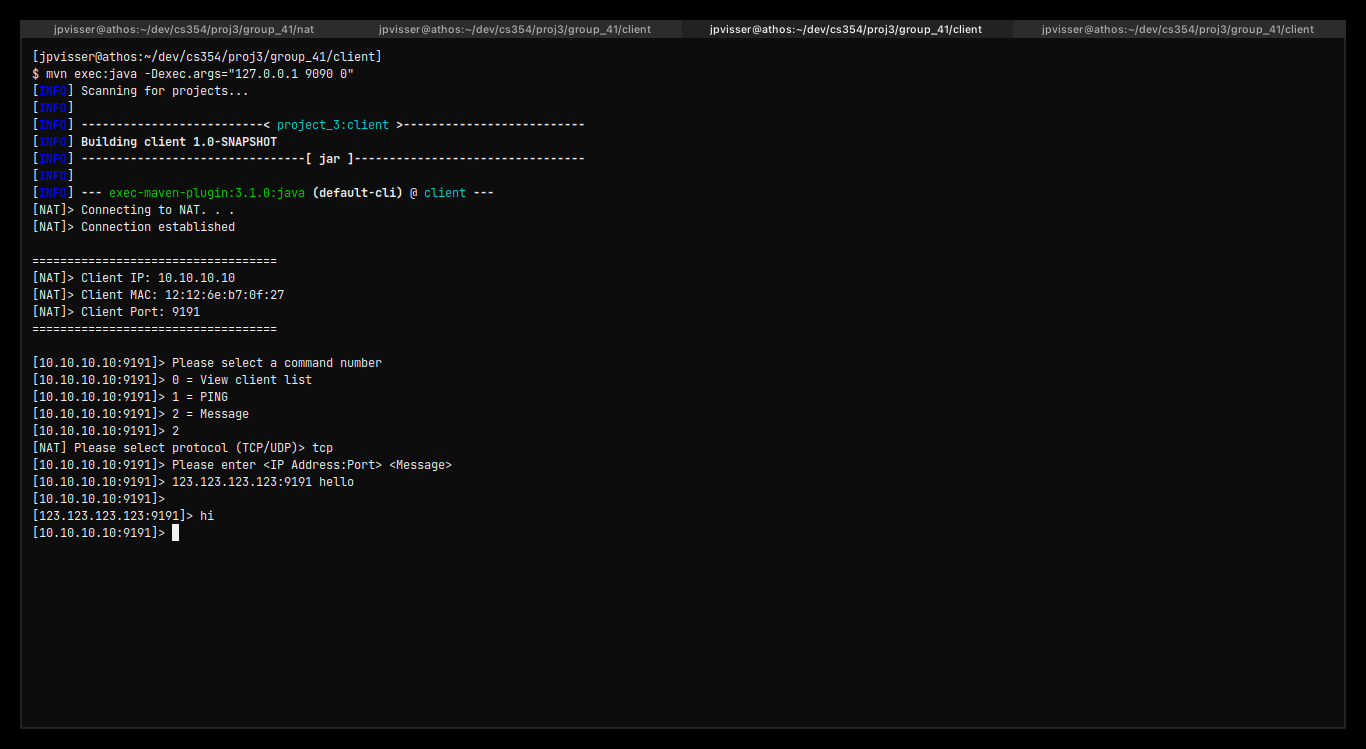 jpvisser@athos:~/dev/cs354/proj3/group_41/nat jpvisser@athos:~/dev/cs354/proj3/group_41/client jpvisser@athos:~/dev/cs354/proj3/group_41/client jpvisser@athos:~/dev/cs354/proj3/group_41/client
[jpvisser@athos:~/dev/cs354/proj3/group_41/client]
$ mvn exec:java -Dexec.args="127.0.0.1 9090 0"
[INFO] Scanning for projects...
[INFO]
[INFO] --------------------------< project_3:client >--------------------------
[INFO] Building client 1.0-SNAPSHOT
[INFO] --------------------------------[ jar ]---------------------------------
[INFO]
[INFO] --- exec-maven-plugin:3.1.0:java (default-cli) @ client ---
[NAT]> Connecting to NAT. . .
[NAT]> Connection established
===================================
[NAT]> Client IP: 10.10.10.10
[NAT]> Client MAC: 12:12:6e:b7:0f:27
[NAT]> Client Port: 9191
===================================
[10.10.10.10:9191]> Please select a command number
[10.10.10.10:9191]> 0 = View client list
[10.10.10.10:9191]> 1 = PING
[10.10.10.10:9191]> 2 = Message
[10.10.10.10:9191]> 2
[NAT] Please select protocol (TCP/UDP)> tcp
[10.10.10.10:9191]> Please enter <IP Address:Port> <Message>
[10.10.10.10:9191]> 123.123.123.123:9191 hello
[10.10.10.10:9191]>
[123.123.123.123:9191]> hi
[10.10.10.10:9191]>